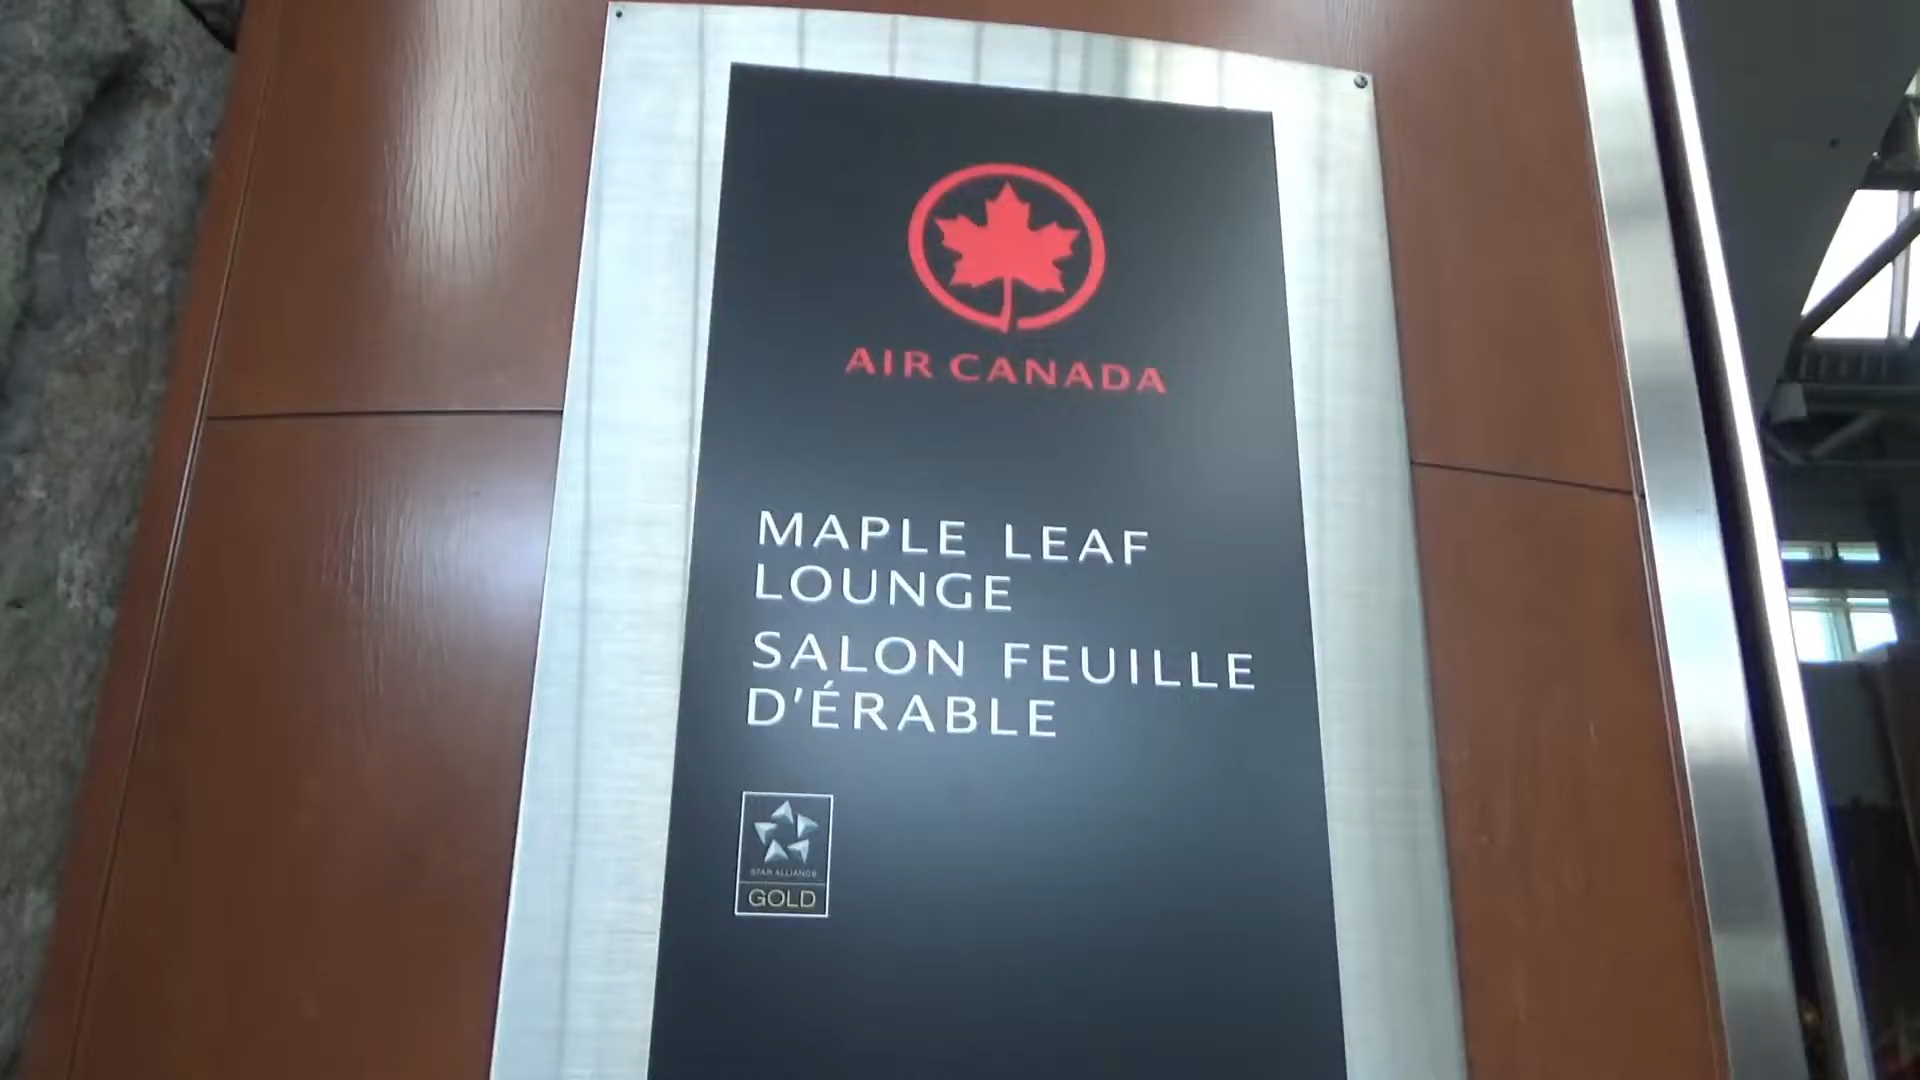 AIR CANADA
MAPLE LEAF
LOUNGE
SALON FEUILLE
D'ÉRABLE
STAR ALLIANCE
GOLD